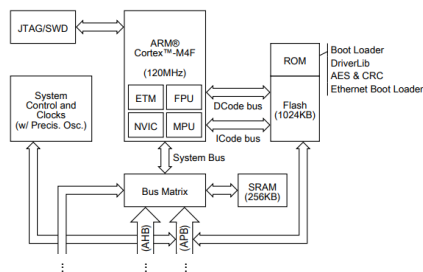 JTAG/SWD
ARM®
Cortex™-M4F
(120MHz)
ETM
FPU
NVIC
MPU
ROM
Boot Loader
DriverLib
AES & CRC
Ethernet Boot Loader
Flash
(1024KB)
DCode bus
ICode bus
System
Control and
Clocks
(w/ Precis. Osc.)
System Bus
Bus Matrix
SRAM
(256KB)
(AHB)
(APB)